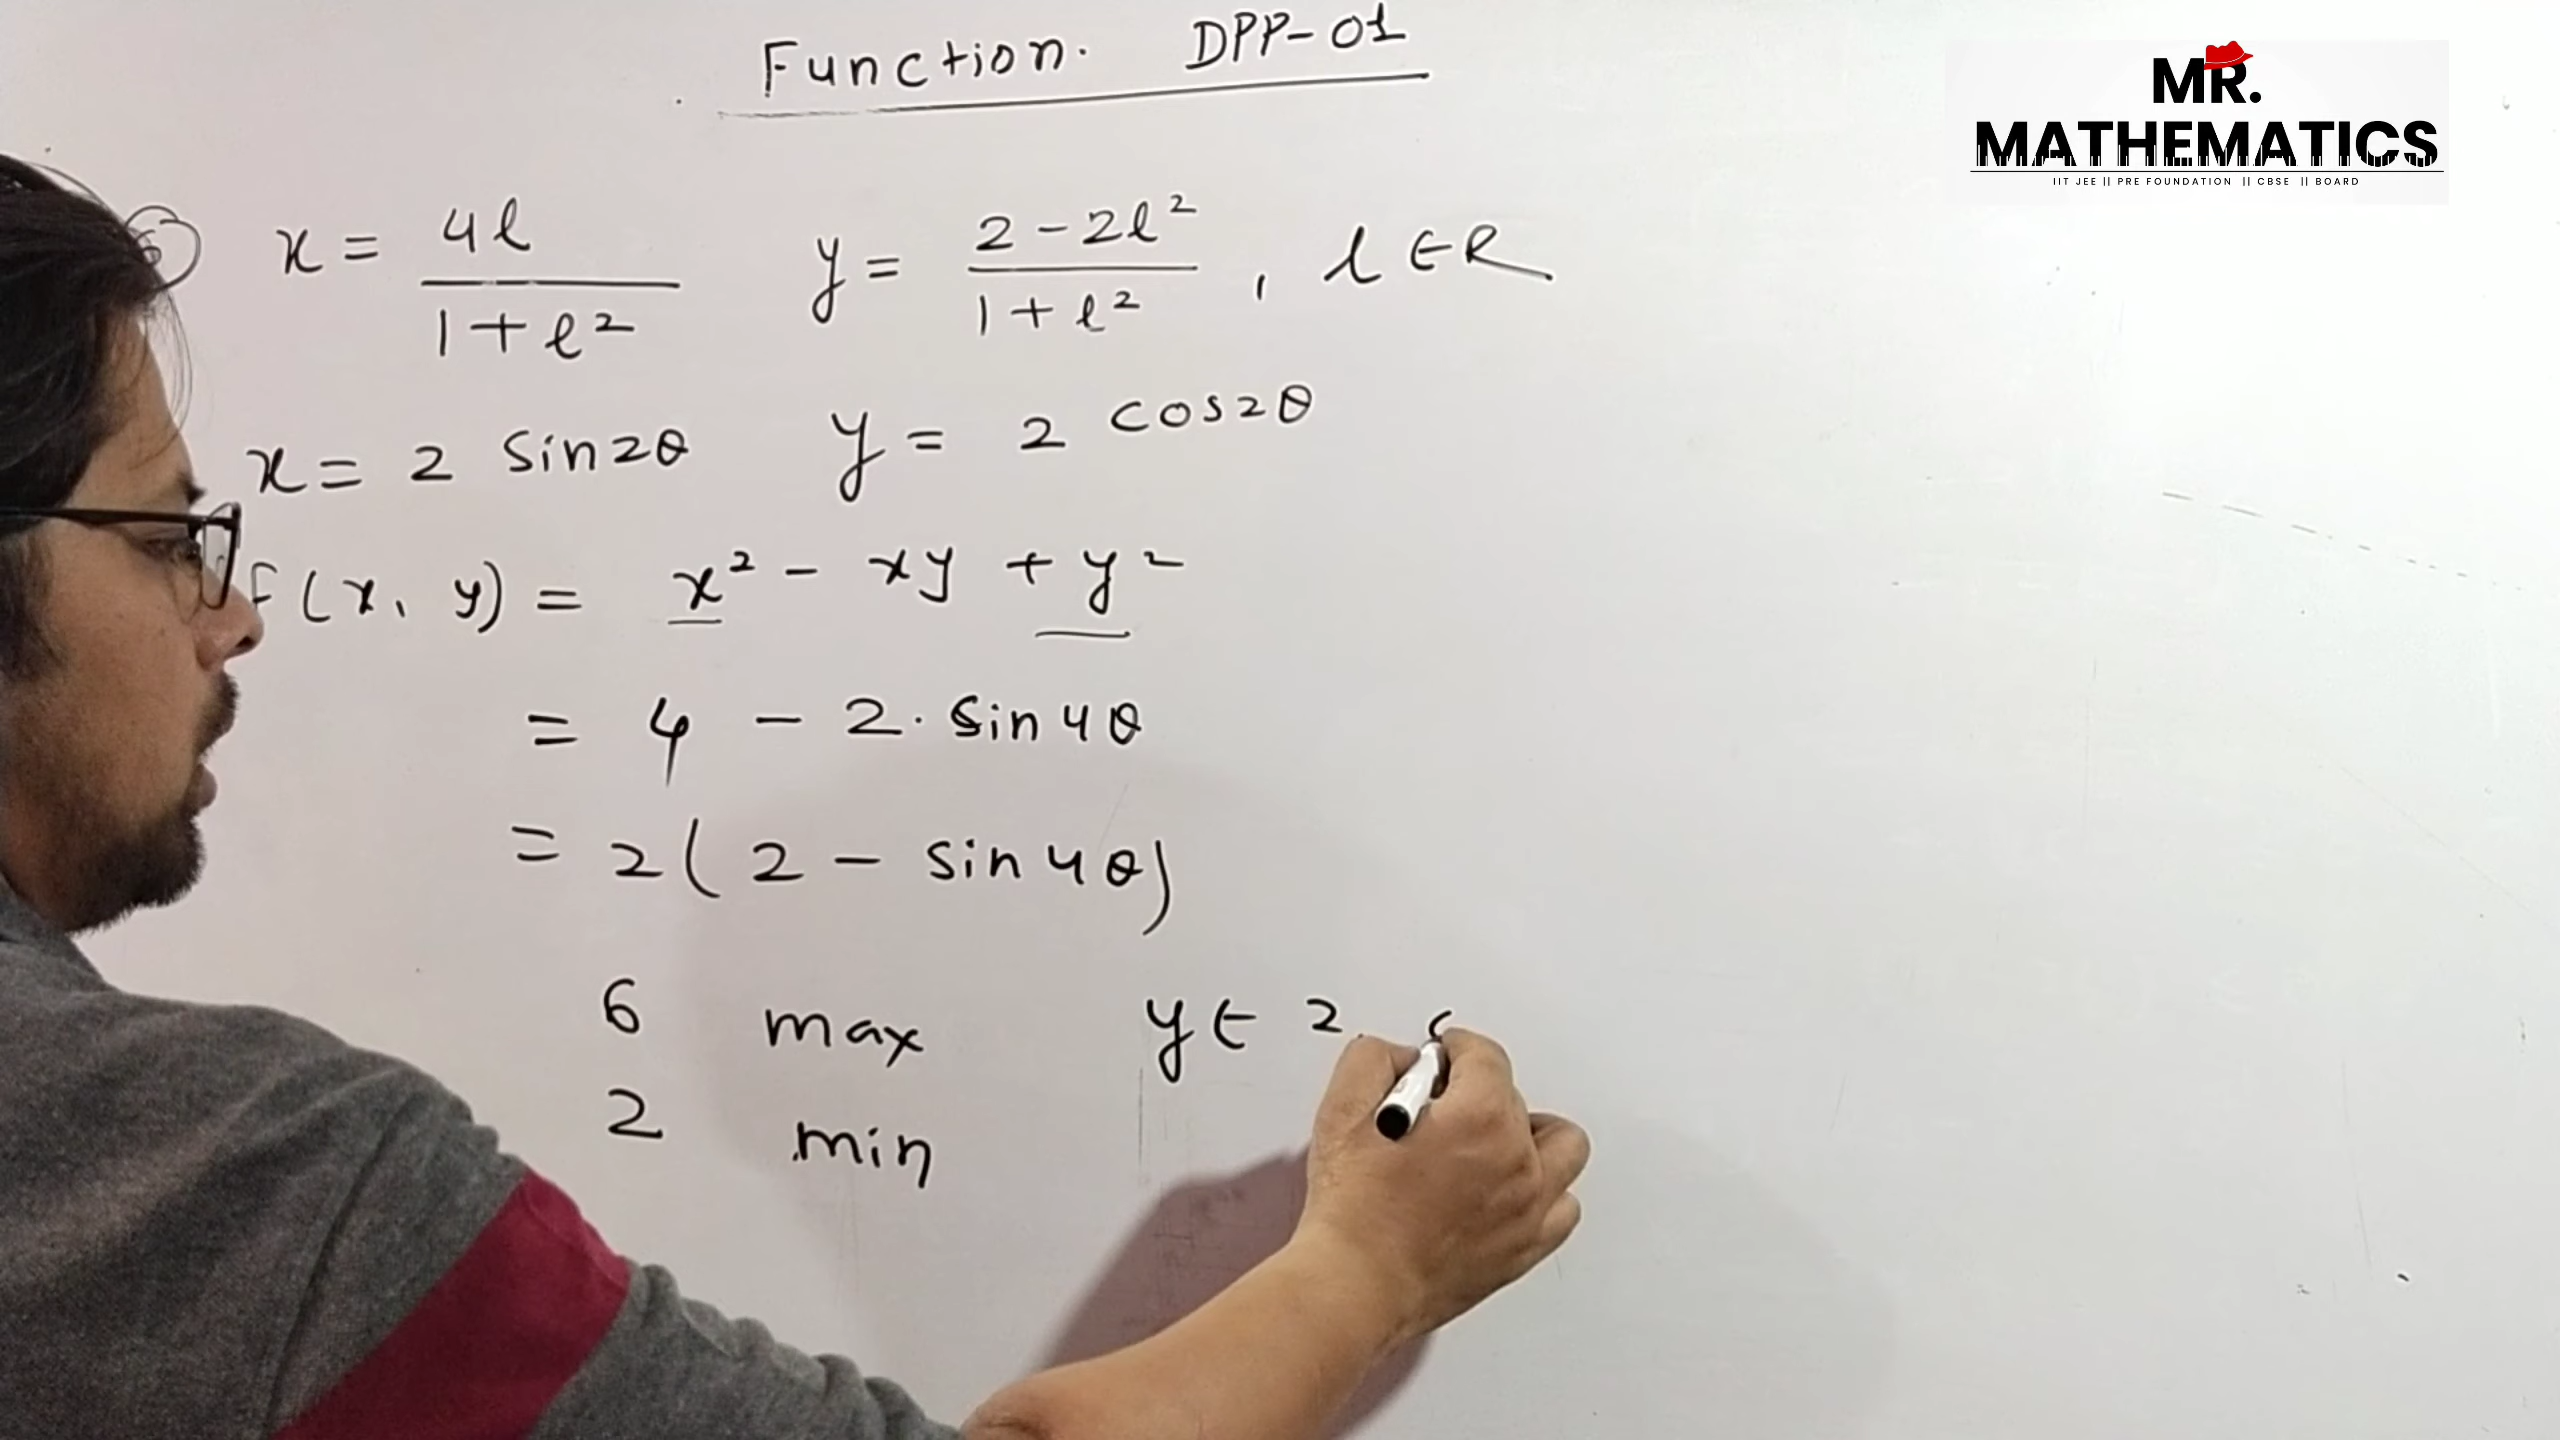 Function. DPP-01
MR.
MATHEMATICS
IIT JEE || PRE FOUNDATION || CBSE || BOARD
x = 4l / 1+l² y = 2-2l² / 1+l² , l ∈ R
x = 2 sin2θ y = 2 cos2θ
f(x, y) = x² - xy + y²
= 4 - 2. sin4θ
= 2(2 - sin4θ)
6 max y ∈ 2,
2 min